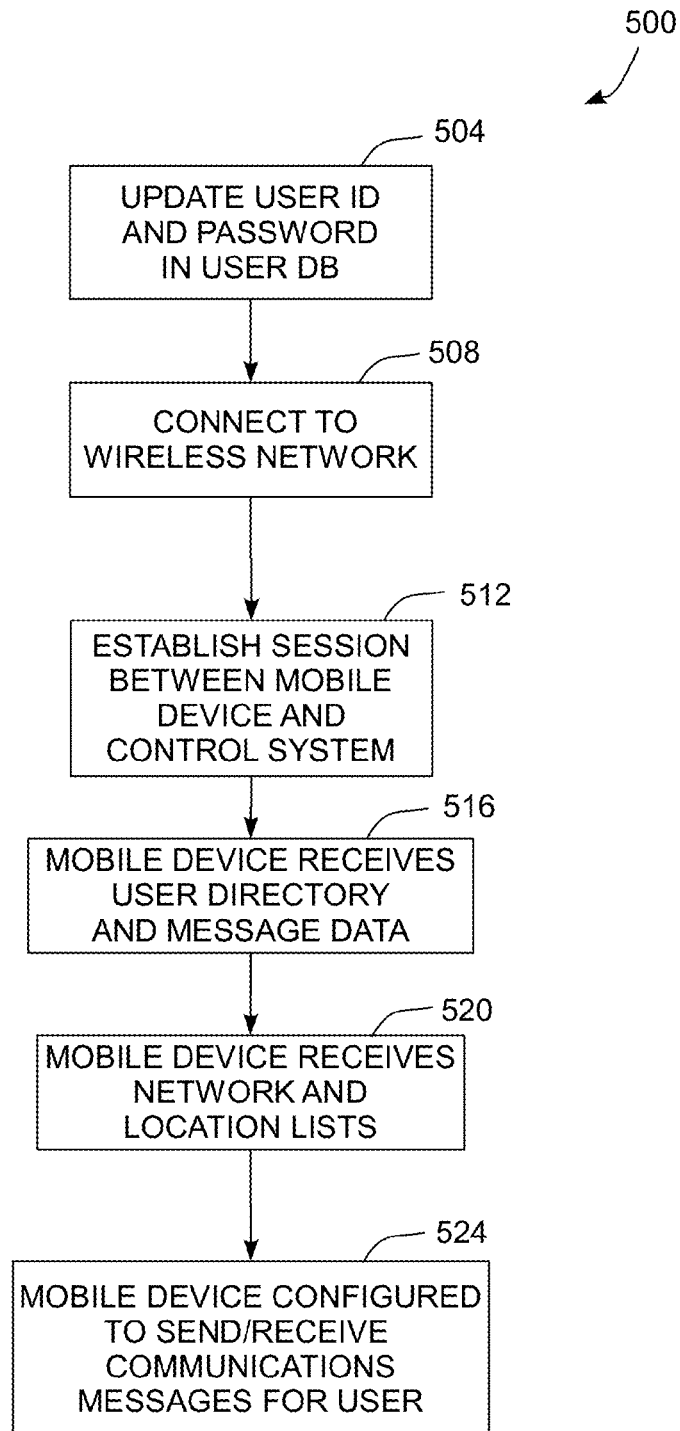 500
504
UPDATE USER ID
AND PASSWORD
IN USER DB
508
CONNECT TO
WIRELESS NETWORK
512
ESTABLISH SESSION
BETWEEN MOBILE
DEVICE AND
CONTROL SYSTEM
516
MOBILE DEVICE RECEIVES
USER DIRECTORY
AND MESSAGE DATA
520
MOBILE DEVICE RECEIVES
NETWORK AND
LOCATION LISTS
524
MOBILE DEVICE CONFIGURED
TO SEND/RECEIVE
COMMUNICATIONS
MESSAGES FOR USER